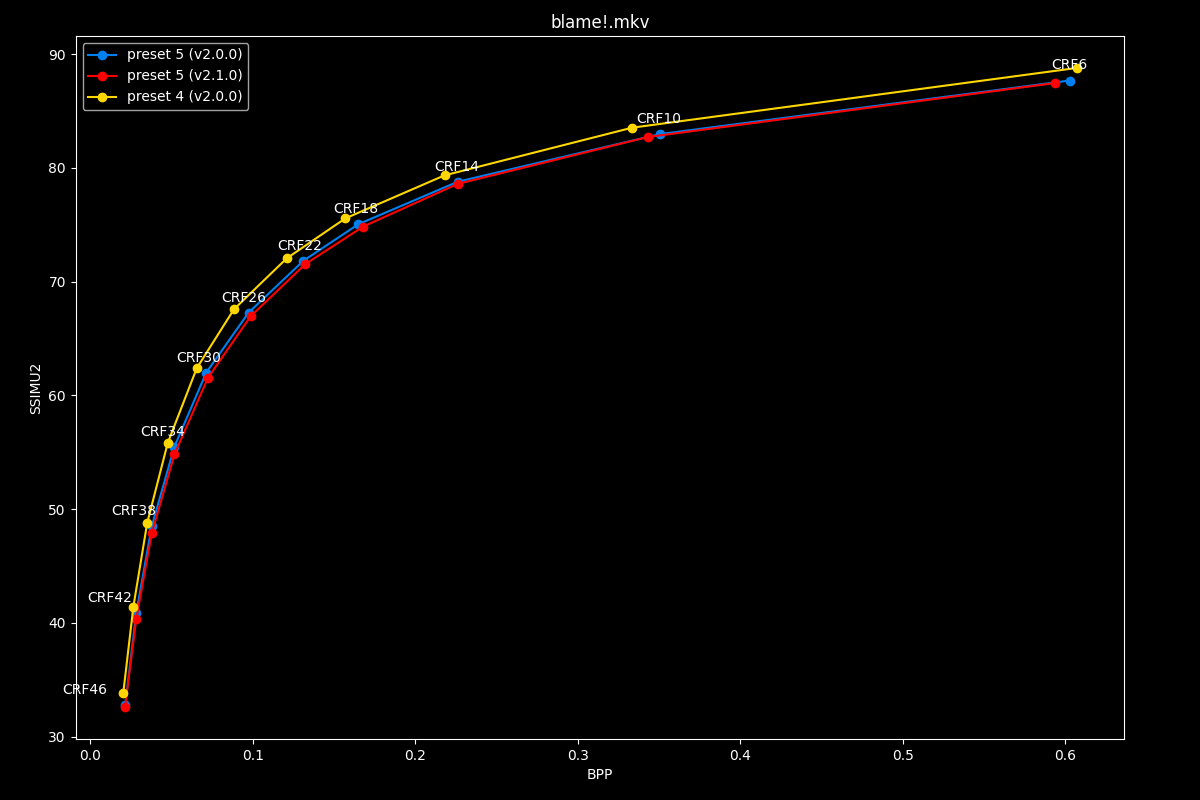 blame!.mkv
preset 5 (v2.0.0)
preset 5 (v2.1.0)
preset 4 (v2.0.0)
90
80
70
60
50
40
30
SSIMU2
CRF6
CRF10
CRF14
CRF18
CRF22
CRF26
CRF30
CRF34
CRF38
CRF42
CRF46
0.0
0.1
0.2
0.3
0.4
0.5
0.6
BPP